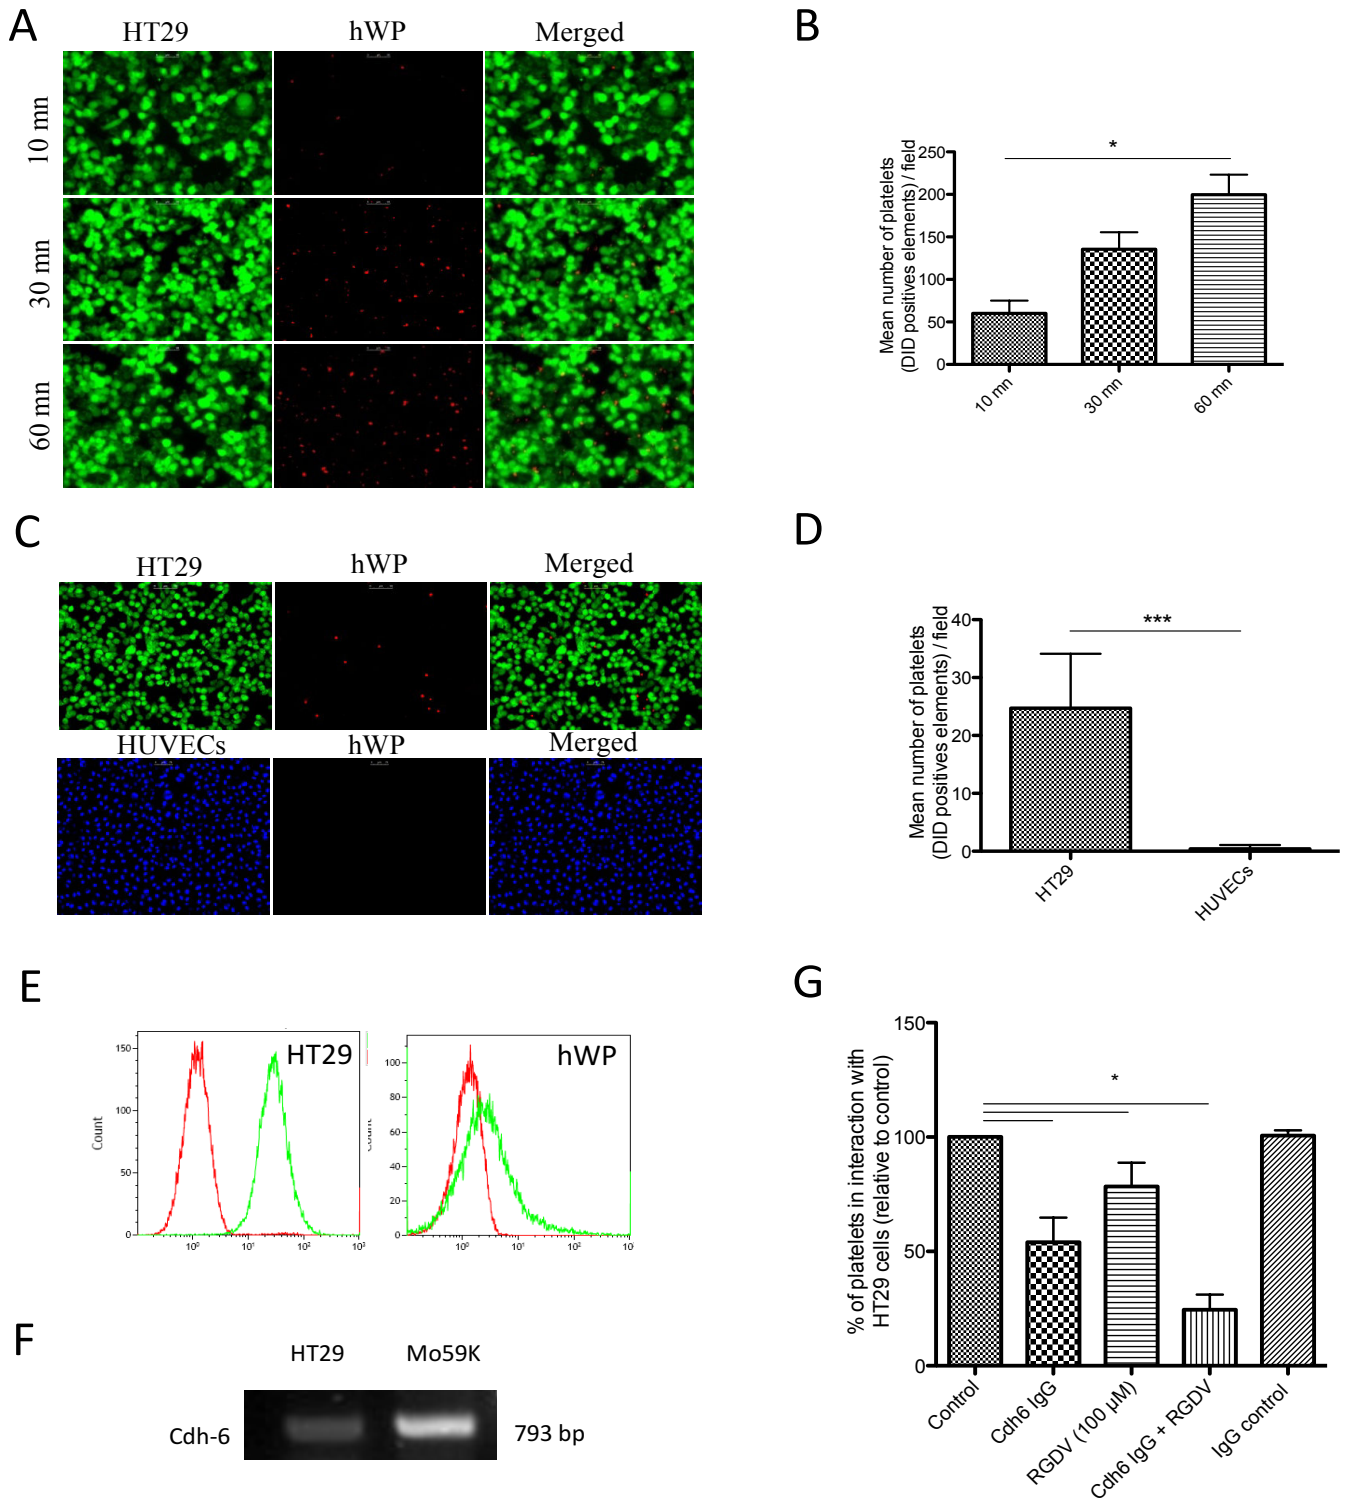 A
HT29 hWP Merged
10 mn
30 mn
60 mn
B
Mean number of platelets
(DID positives elements) / field
250
200
150
100
50
0
*
10 mn 30 mn 60 mn
C
HT29 hWP Merged
HUVECs hWP Merged
D
Mean number of platelets
(DID positives elements) / field
40
30
20
10
0
***
HT29 HUVECs
E
HT29
Count
150
100
50
0
10⁰ 10¹ 10² 10³
hWP
Count
100
80
60
40
20
0
10⁰ 10¹ 10²
F
HT29 Mo59K
Cdh-6 793 bp
G
% of platelets in interaction with
HT29 cells (relative to control)
150
100
50
0
*
Control Cdh6 IgG RGDV (100 µM) Cdh6 IgG + RGDV IgG control